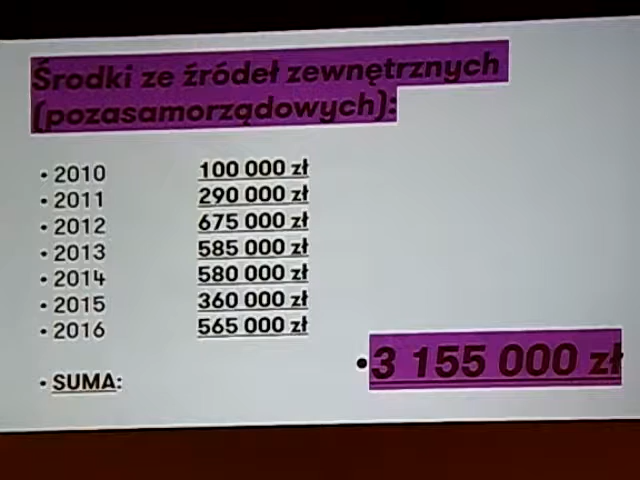 Środki ze źródeł zewnętrznych
(pozasamorządowych):
• 2010 100 000 zł
• 2011 290 000 zł
• 2012 675 000 zł
• 2013 585 000 zł
• 2014 580 000 zł
• 2015 360 000 zł
• 2016 565 000 zł
• SUMA: • 3 155 000 zł